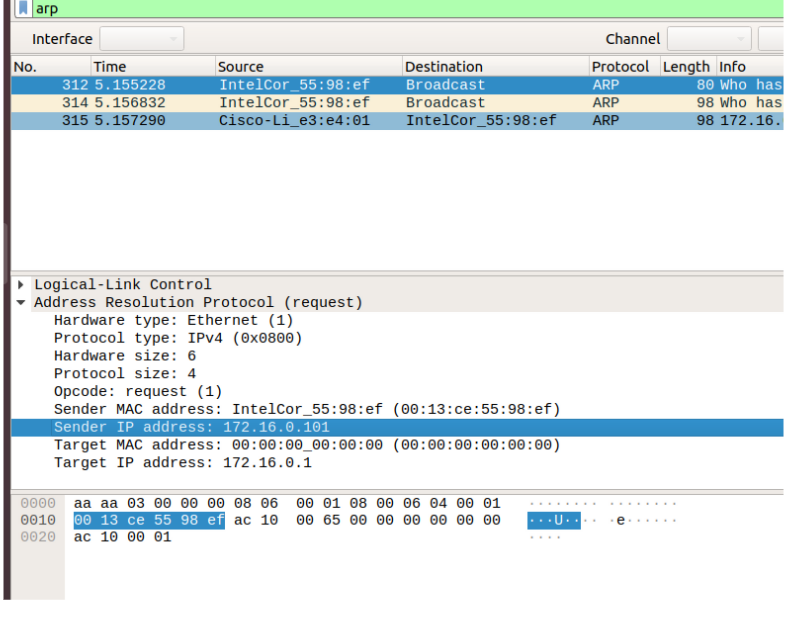 arp
Interface Channel
No. Time Source Destination Protocol Length Info
312 5.155228 IntelCor_55:98:ef Broadcast ARP 80 Who has
314 5.156832 IntelCor_55:98:ef Broadcast ARP 98 Who has
315 5.157290 Cisco-Li_e3:e4:01 IntelCor_55:98:ef ARP 98 172.16.
Logical-Link Control
Address Resolution Protocol (request)
Hardware type: Ethernet (1)
Protocol type: IPv4 (0x0800)
Hardware size: 6
Protocol size: 4
Opcode: request (1)
Sender MAC address: IntelCor_55:98:ef (00:13:ce:55:98:ef)
Sender IP address: 172.16.0.101
Target MAC address: 00:00:00_00:00:00 (00:00:00:00:00:00)
Target IP address: 172.16.0.1
0000 aa aa 03 00 00 00 08 06 00 01 08 00 06 04 00 01 ········ ········
0010 00 13 ce 55 98 ef ac 10 00 65 00 00 00 00 00 00 ···U···· ·e······
0020 ac 10 00 01 ····